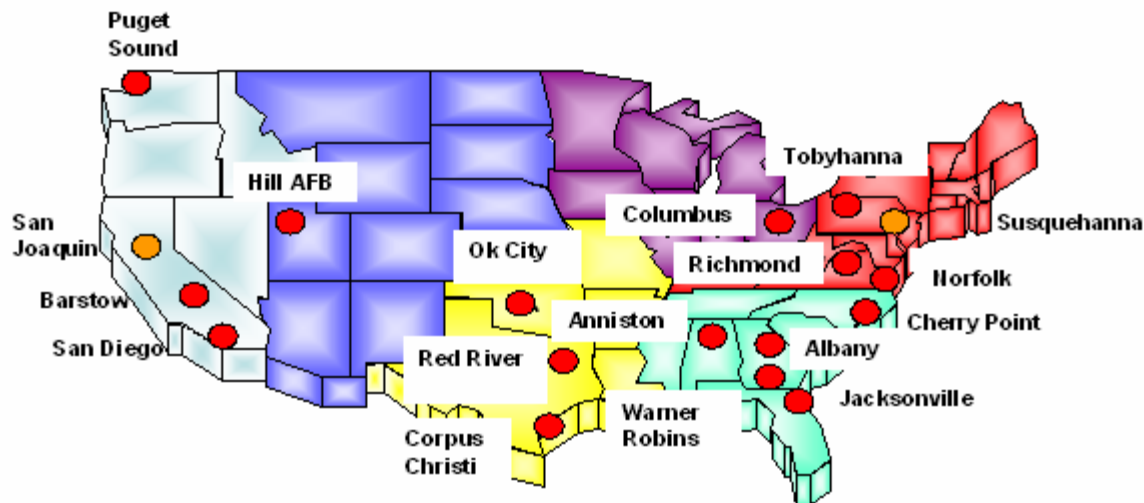 Puget
Sound
Tobyhanna
Hill AFB
Columbus
San
Joaquin
Susquehanna
Ok City
Richmond
Norfolk
Barstow
Anniston
Cherry Point
San Diego
Red River
Albany
Jacksonville
Warner
Robins
Corpus
Christi